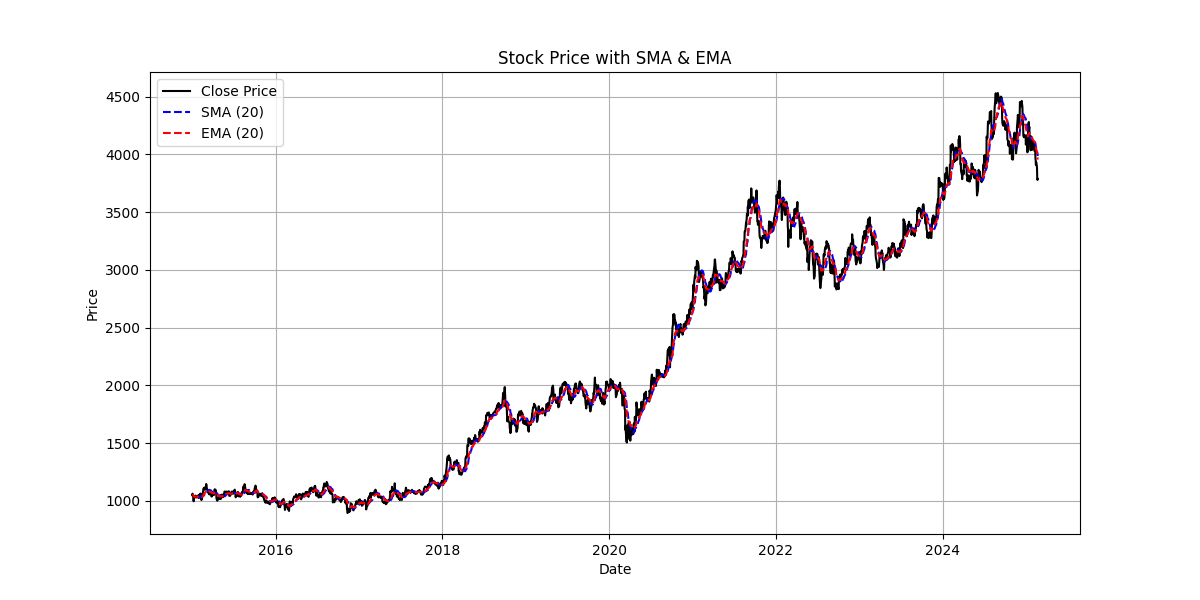 Stock Price with SMA & EMA
Close Price
SMA (20)
EMA (20)
Price
4500
4000
3500
3000
2500
2000
1500
1000
2016 2018 2020 2022 2024
Date